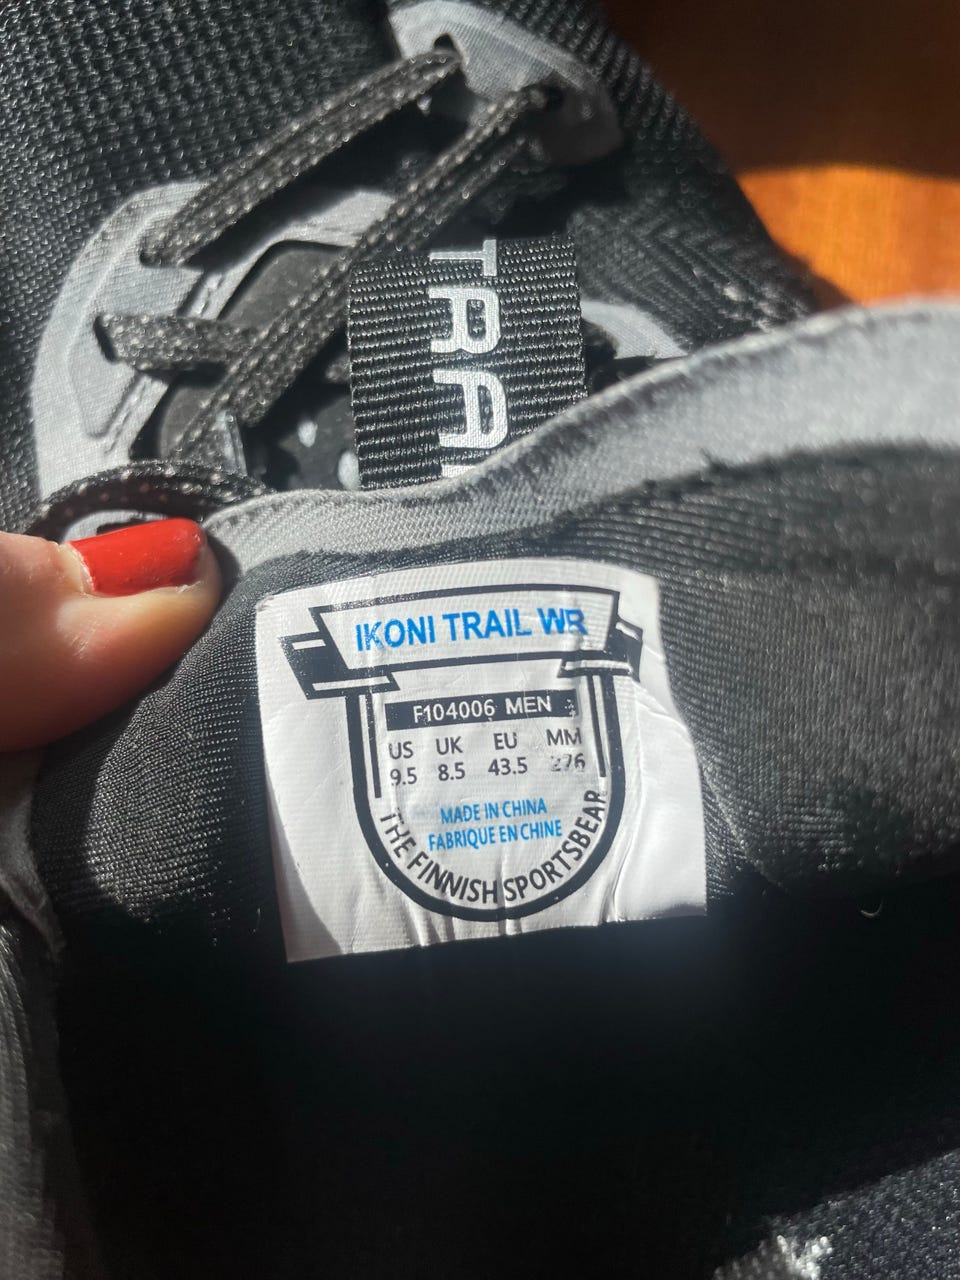 TRAI
IKONI TRAIL WR
F104006 MEN
US UK EU MM
9.5 8.5 43.5 276
MADE IN CHINA
FABRIQUE EN CHINE
THE FINNISH SPORTSBEAR